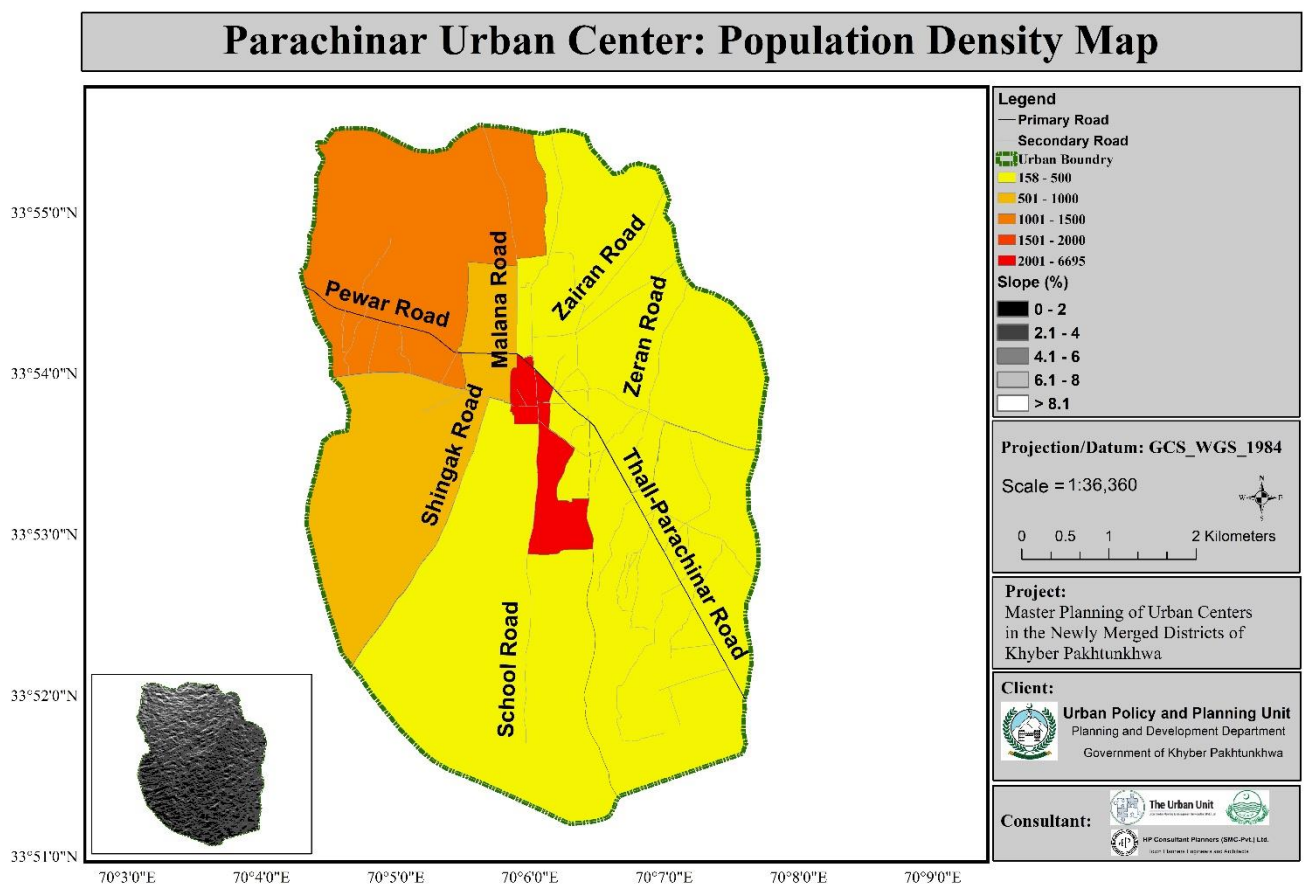 Parachinar Urban Center: Population Density Map
33°55'0"N
33°54'0"N
33°53'0"N
33°52'0"N
33°51'0"N
70°3'0"E
70°4'0"E
70°5'0"E
70°6'0"E
70°7'0"E
70°8'0"E
70°9'0"E
Pewar Road
Malana Road
Zairan Road
Zeran Road
Shingak Road
Thall-Parachinar Road
School Road
Legend
Primary Road
Secondary Road
Urban Boundry
158 - 500
501 - 1000
1001 - 1500
1501 - 2000
2001 - 6695
Slope (%)
0 - 2
2.1 - 4
4.1 - 6
6.1 - 8
> 8.1
Projection/Datum: GCS_WGS_1984
Scale = 1:36,360
N
W
E
S
0 0.5 1 2 Kilometers
Project:
Master Planning of Urban Centers
in the Newly Merged Districts of
Khyber Pakhtunkhwa
Client:
Urban Policy and Planning Unit
Planning and Development Department
Government of Khyber Pakhtunkhwa
Consultant:
The Urban Unit
HP Consultant Planners (SMC-Pvt.) Ltd.
Town Planners Engineers and Architects